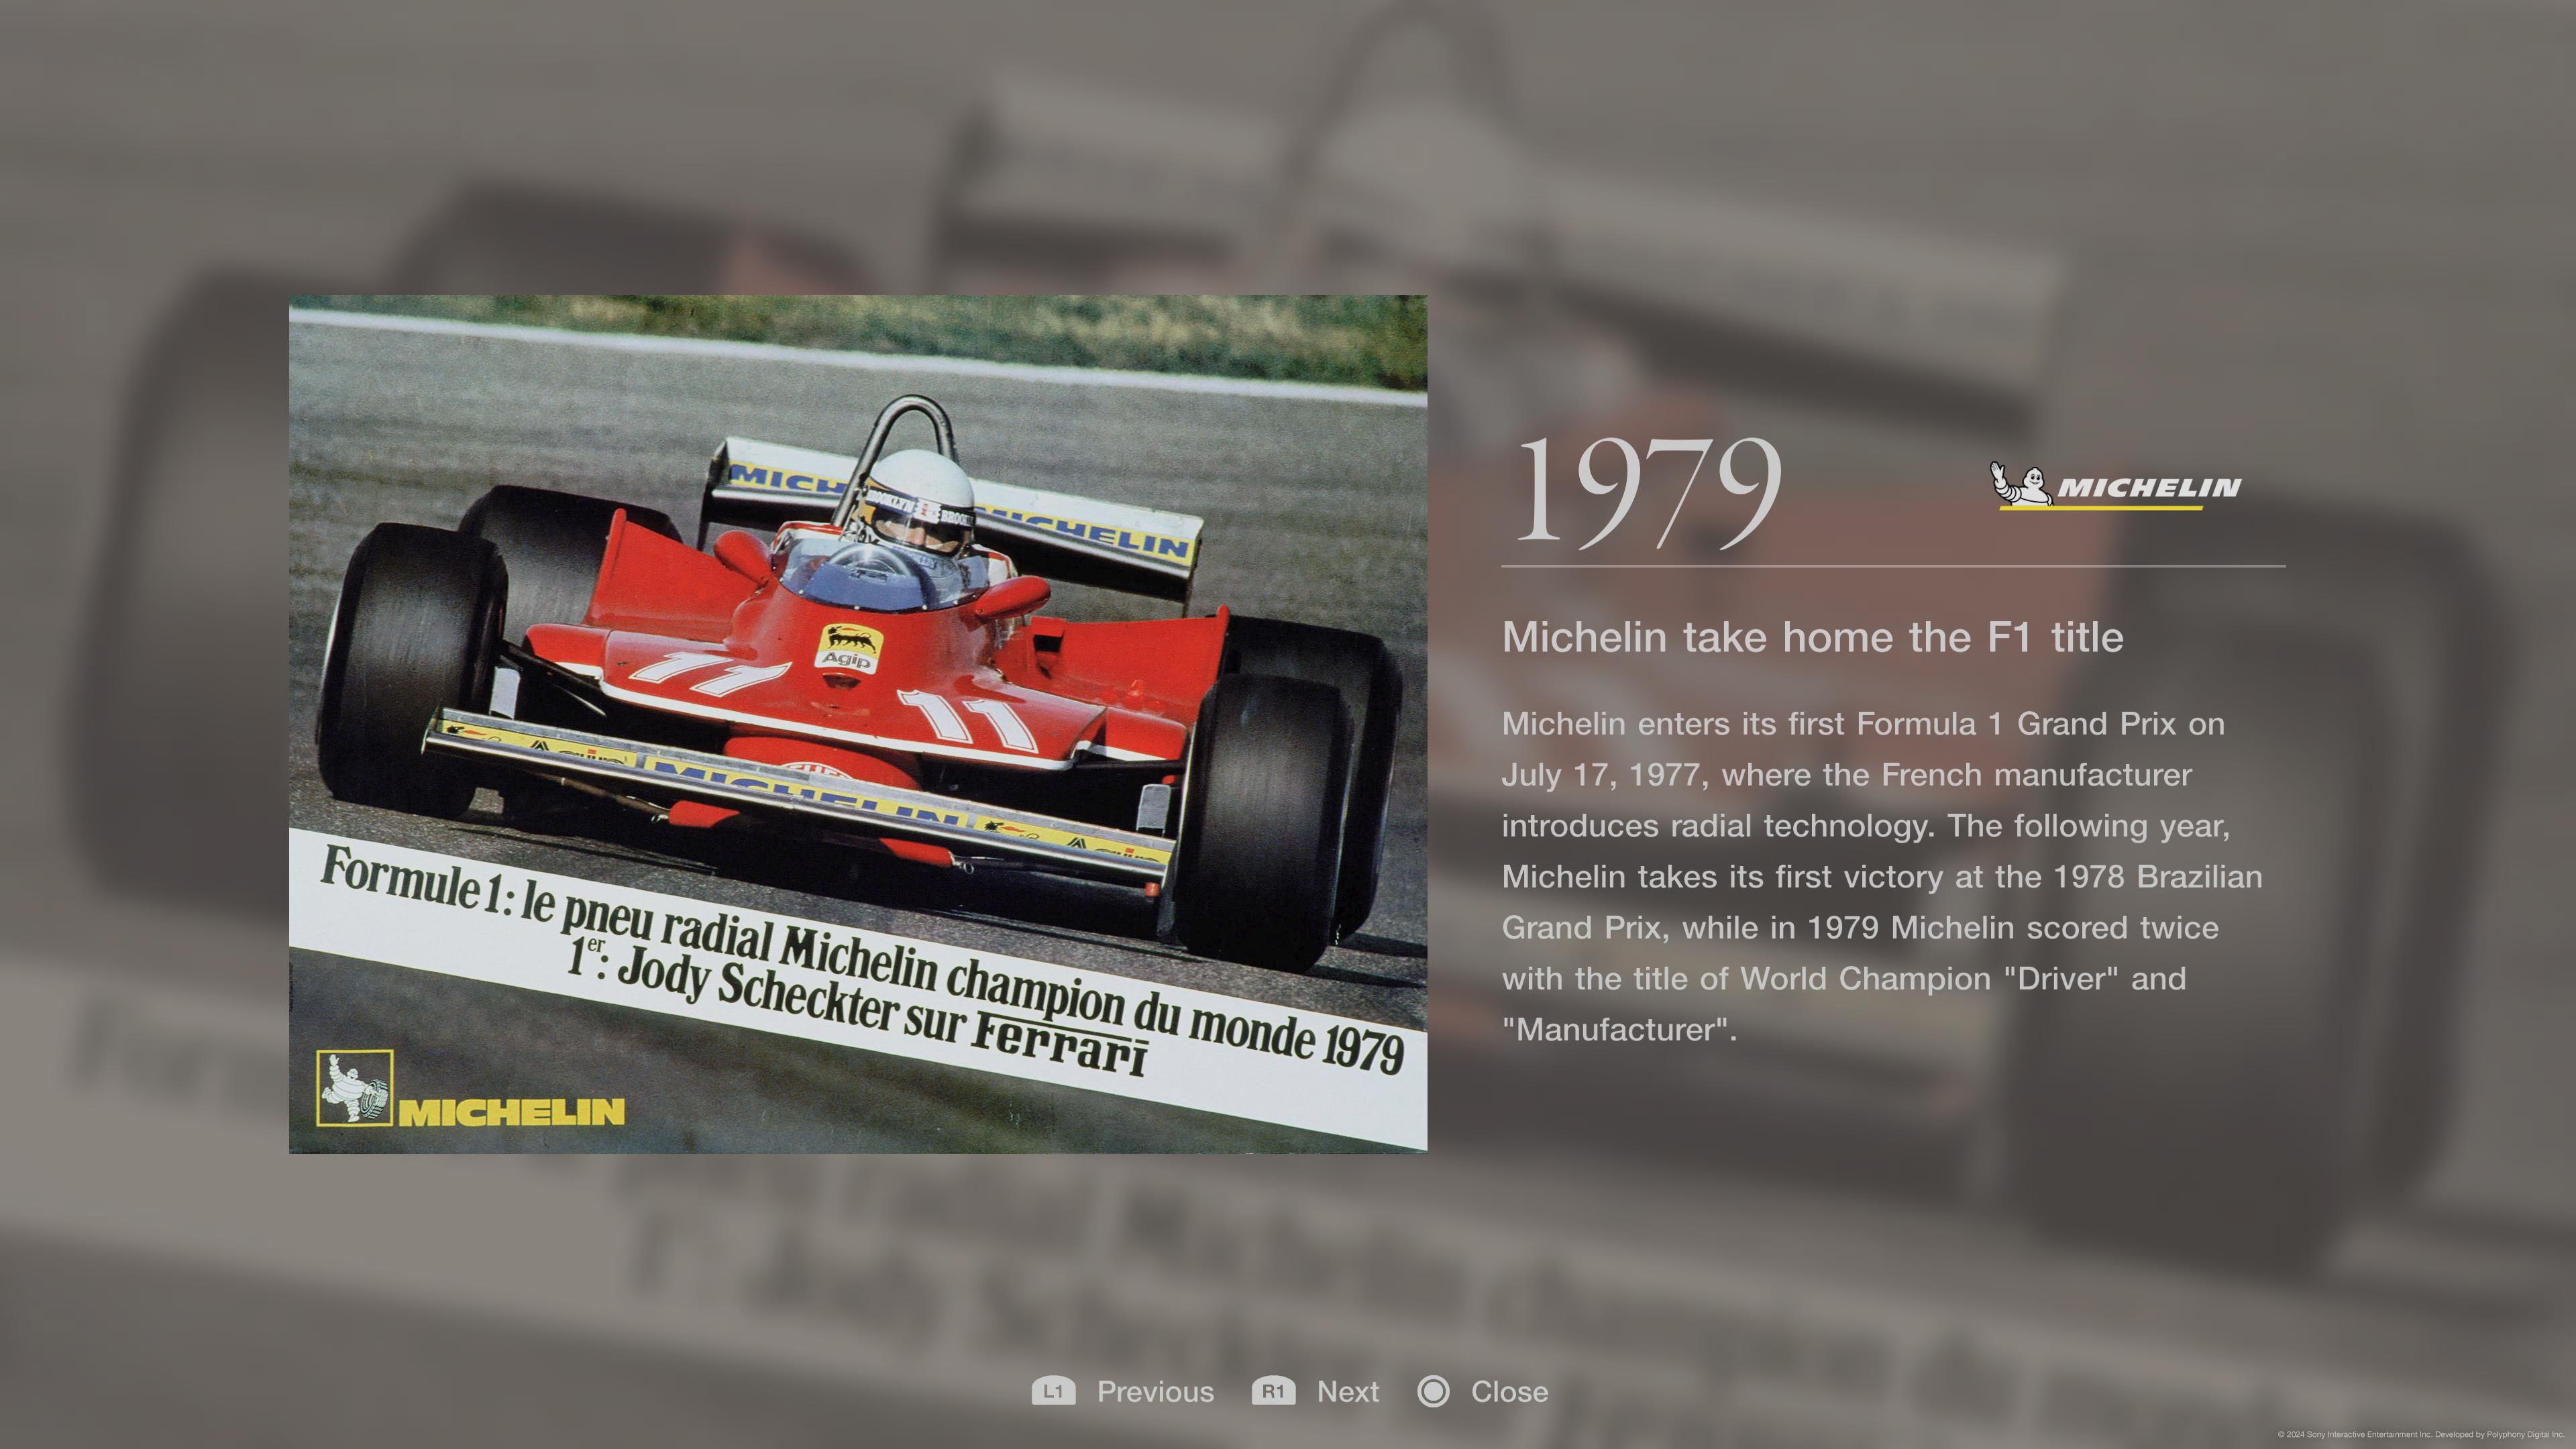 MICHELIN
BROOKLYN
Agip
11 11
MICHELIN
Formule 1: le pneu radial Michelin champion du monde 1979
1er: Jody Scheckter sur Ferrari
MICHELIN
1979
MICHELIN
Michelin take home the F1 title
Michelin enters its first Formula 1 Grand Prix on
July 17, 1977, where the French manufacturer
introduces radial technology. The following year,
Michelin takes its first victory at the 1978 Brazilian
Grand Prix, while in 1979 Michelin scored twice
with the title of World Champion "Driver" and
"Manufacturer".
L1 Previous R1 Next Close
© 2024 Sony Interactive Entertainment Inc. Developed by Polyphony Digital Inc.